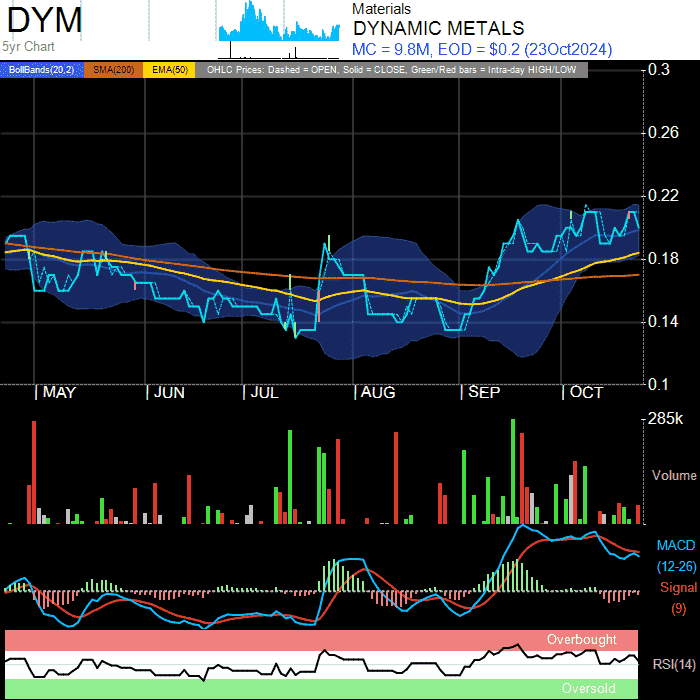 DYM
5yr Chart
Materials
DYNAMIC METALS
MC = 9.8M, EOD = $0.2 (23Oct2024)
BollBands(20,2) SMA(200) EMA(50) OHLC Prices: Dashed = OPEN, Solid = CLOSE, Green/Red bars = Intra-day HIGH/LOW
0.3
0.26
0.22
0.18
0.14
0.1
MAY JUN JUL AUG SEP OCT
285k
Volume
MACD
(12-26)
Signal
(9)
Overbought
RSI(14)
Oversold